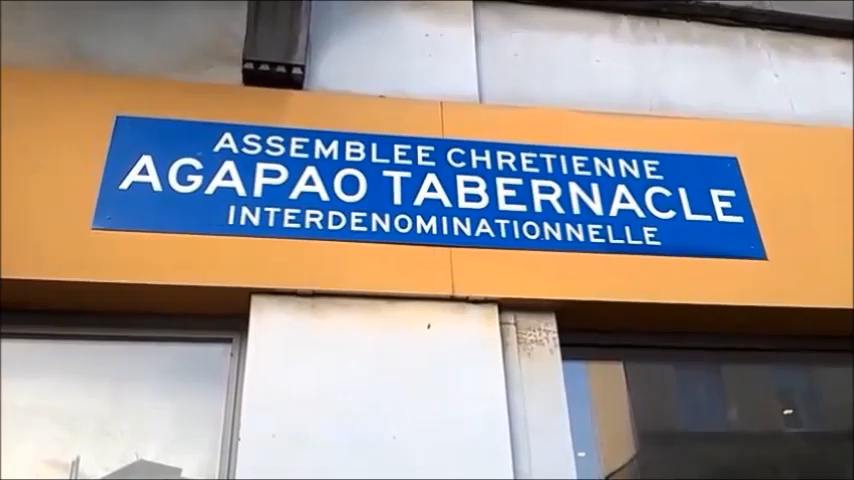 ASSEMBLEE CHRETIENNE
AGAPAO TABERNACLE
INTERDENOMINATIONNELLE